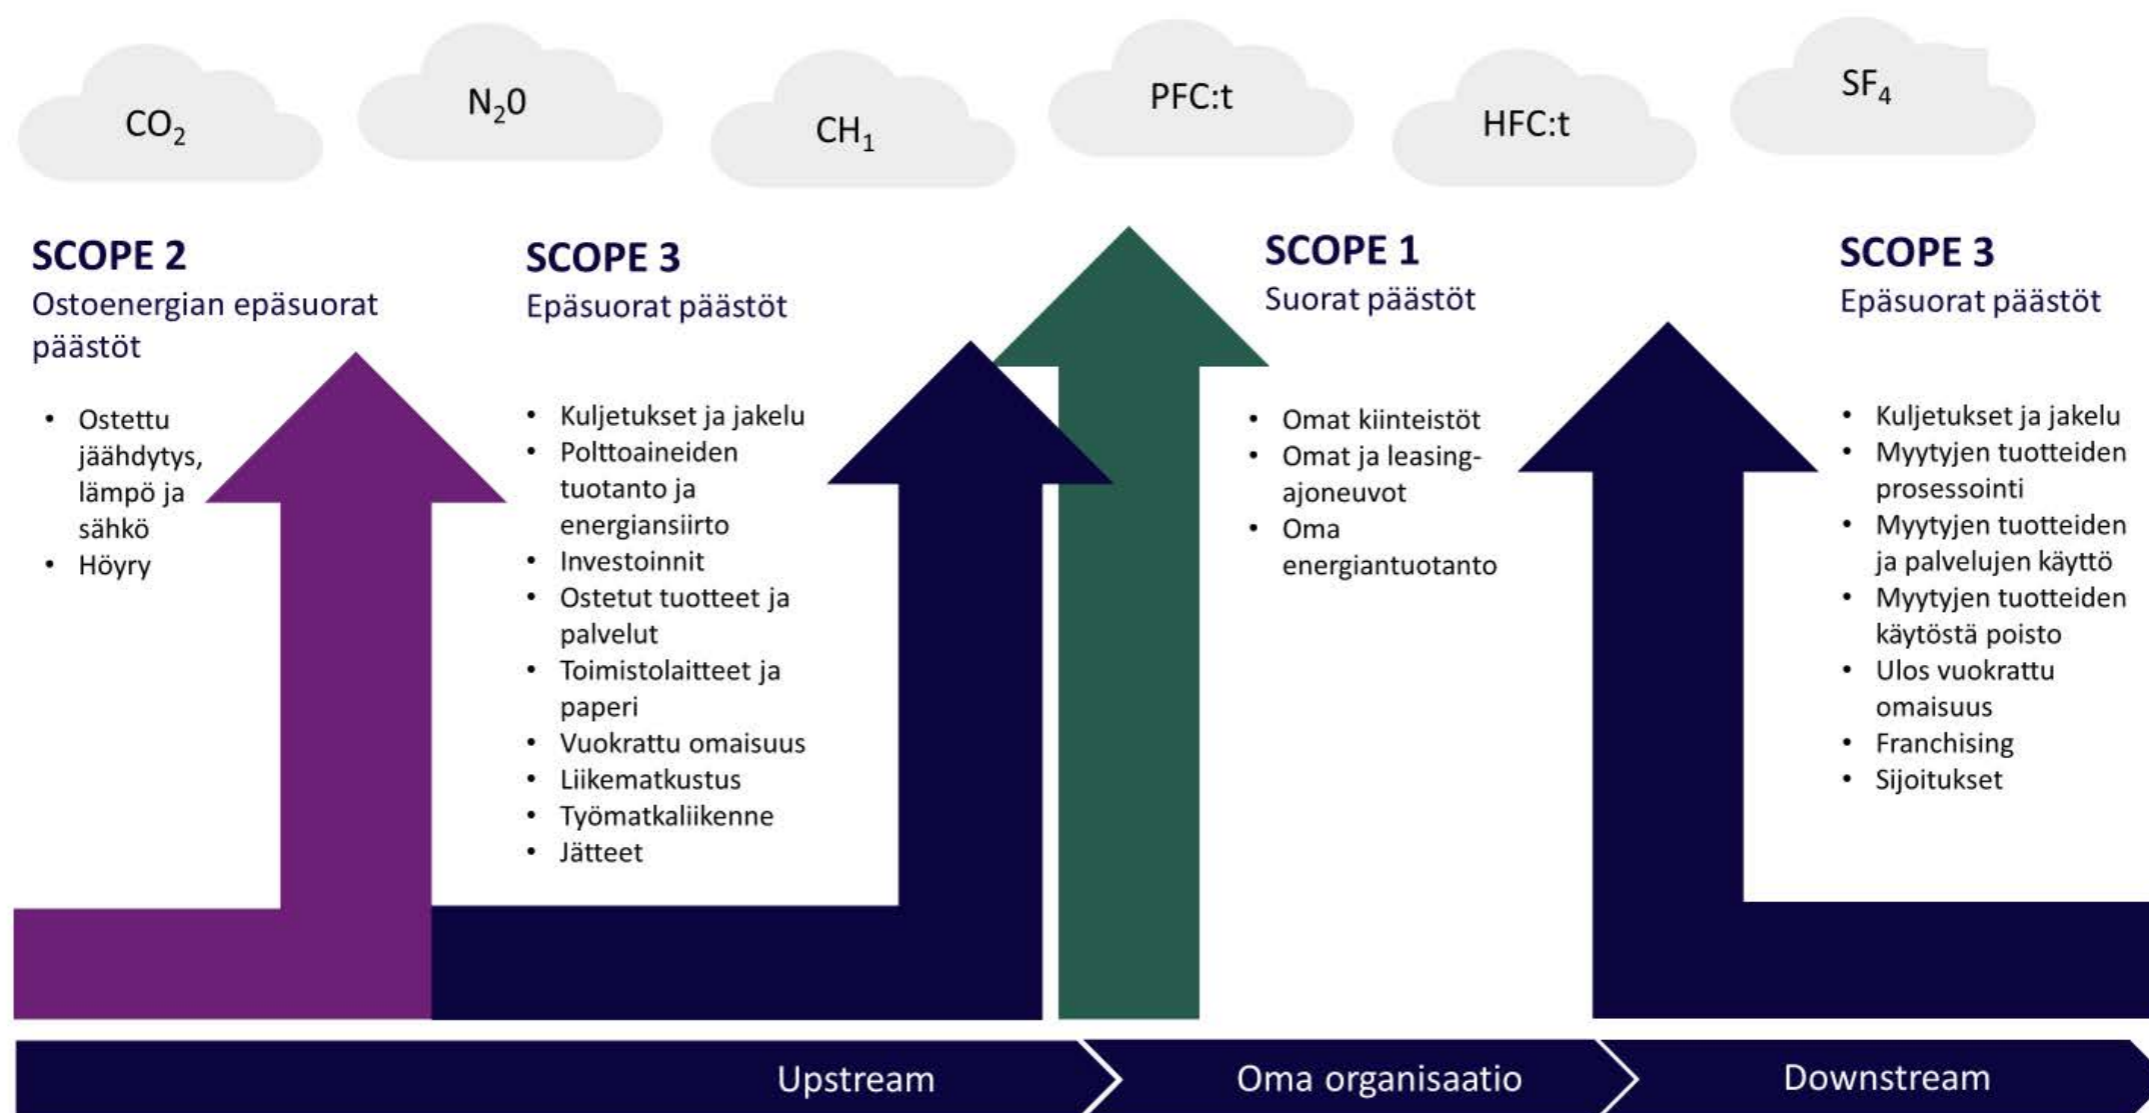 CO₂
N₂0
CH₁
PFC:t
HFC:t
SF₄
SCOPE 2
Ostoenergian epäsuorat
päästöt
• Ostettu
jäähdytys,
lämpö ja
sähkö
• Höyry
SCOPE 3
Epäsuorat päästöt
• Kuljetukset ja jakelu
• Polttoaineiden
tuotanto ja
energiansiirto
• Investoinnit
• Ostetut tuotteet ja
palvelut
• Toimistolaitteet ja
paperi
• Vuokrattu omaisuus
• Liikematkustus
• Työmatkaliikenne
• Jätteet
SCOPE 1
Suorat päästöt
• Omat kiinteistöt
• Omat ja leasing-
ajoneuvot
• Oma
energiantuotanto
SCOPE 3
Epäsuorat päästöt
• Kuljetukset ja jakelu
• Myytyjen tuotteiden
prosessointi
• Myytyjen tuotteiden
ja palvelujen käyttö
• Myytyjen tuotteiden
käytöstä poisto
• Ulos vuokrattu
omaisuus
• Franchising
• Sijoitukset
Upstream
Oma organisaatio
Downstream